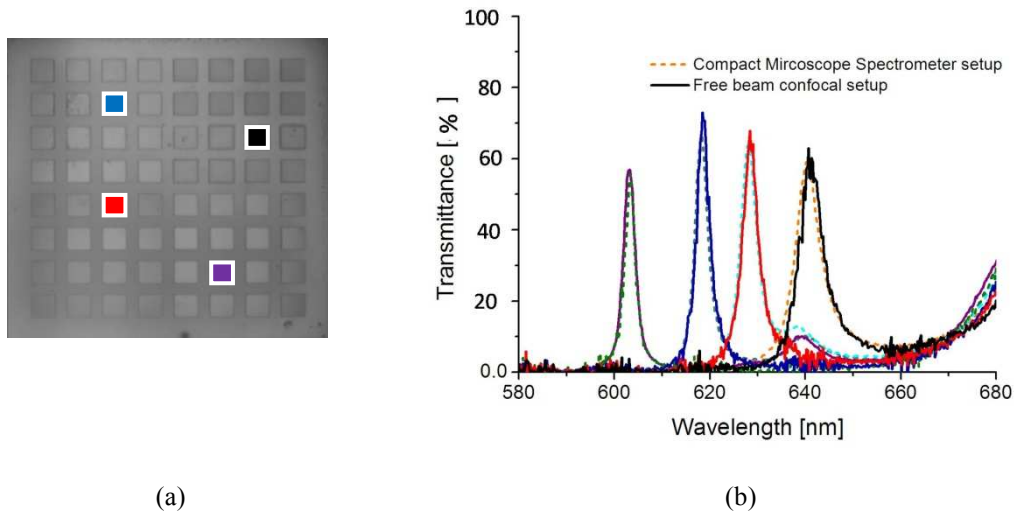 100
80
60
40
20
0.0
Transmittance [ %]
Compact Mircoscope Spectrometer setup
Free beam confocal setup
580 600 620 640 660 680
Wavelength [nm]
(a) (b)